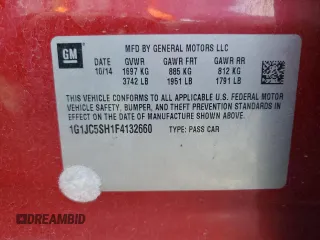 GM
MFD BY GENERAL MOTORS LLC
DATE GVWR GAWR FRT GAWR RR
10/14 1697 KG 885 KG 812 KG
3742 LB 1951 LB 1791 LB
THIS VEHICLE CONFORMS TO ALL APPLICABLE U.S. FEDERAL MOTOR
VEHICLE SAFETY, BUMPER, AND THEFT PREVENTION STANDARDS
IN EFFECT ON THE DATE OF MANUFACTURE SHOWN ABOVE.
1G1JC5SH1F4132660 TYPE: PASS CAR
DREAMBID